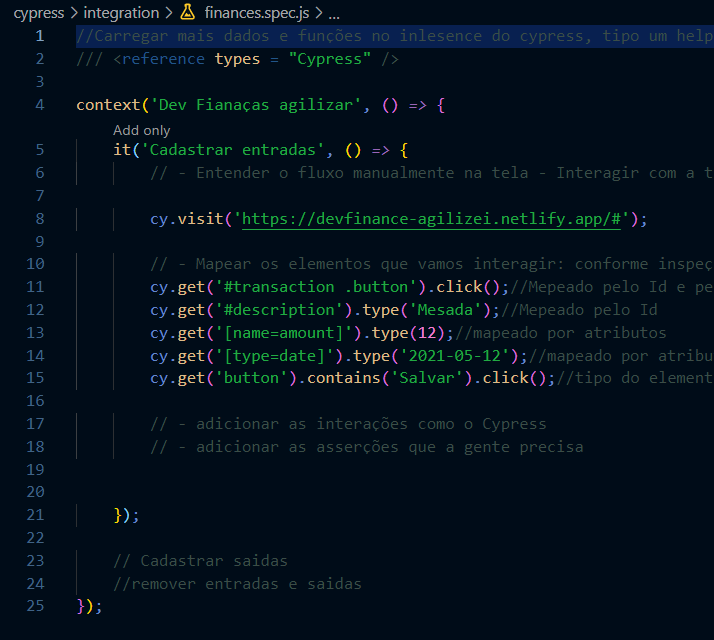 cypress > integration > finances.spec.js > ...
1 //Carregar mais dados e funções no inlesence do cypress, tipo um help
2 /// <reference types = "Cypress" />
3
4 context('Dev Fianaças agilizar', () => {
Add only
5 it('Cadastrar entradas', () => {
6 // - Entender o fluxo manualmente na tela - Interagir com a t
7
8 cy.visit('https://devfinance-agilizei.netlify.app/#');
9
10 // - Mapear os elementos que vamos interagir: conforme inspeç
11 cy.get('#transaction .button').click();//Mepeado pelo Id e pe
12 cy.get('#description').type('Mesada');//Mepeado pelo Id
13 cy.get('[name=amount]').type(12);//mapeado por atributos
14 cy.get('[type=date]').type('2021-05-12');//mapeado por atribu
15 cy.get('button').contains('Salvar').click();//tipo do element
16
17 // - adicionar as interações como o Cypress
18 // - adicionar as asserções que a gente precisa
19
20
21 });
22
23 // Cadastrar saidas
24 //remover entradas e saidas
25 });